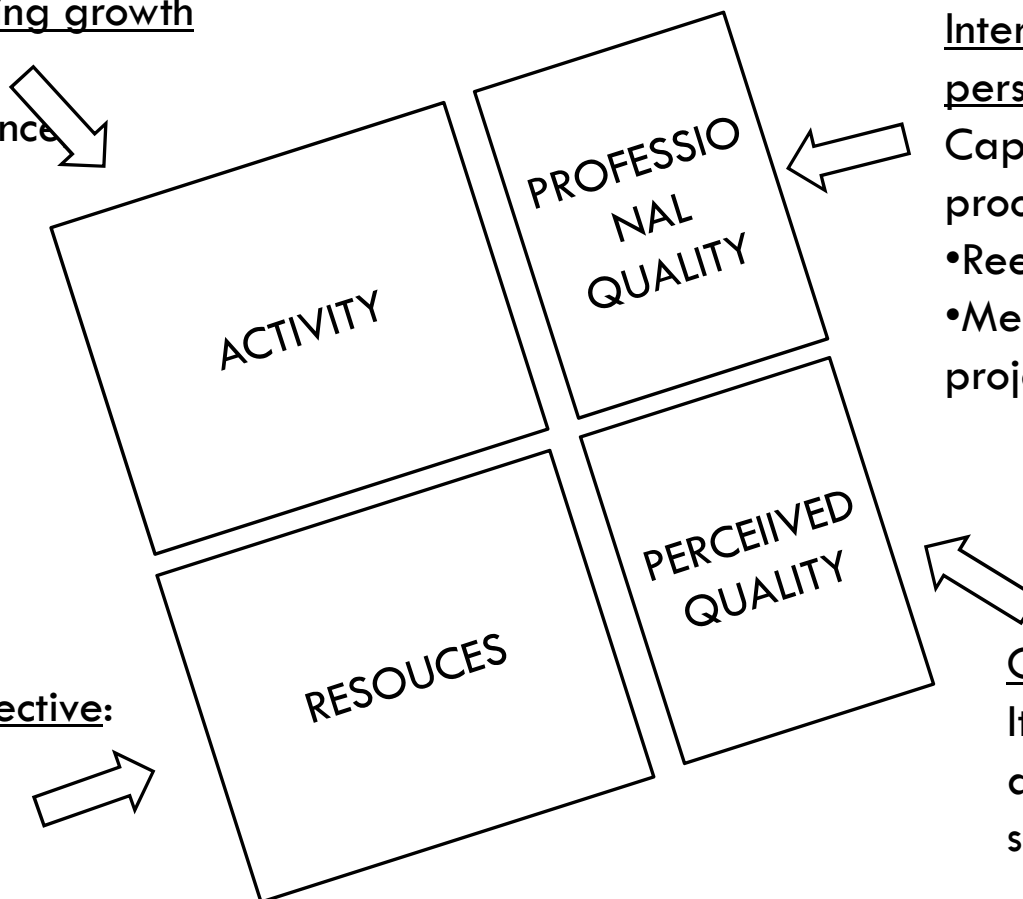 ing growth
nce
ACTIVITY
PROFESSIO
NAL
QUALITY
Inter
pers
Cap
proc
•Ree
•Me
proj
RESOUCES
PERCEIIVED
QUALITY
ective:
It
s